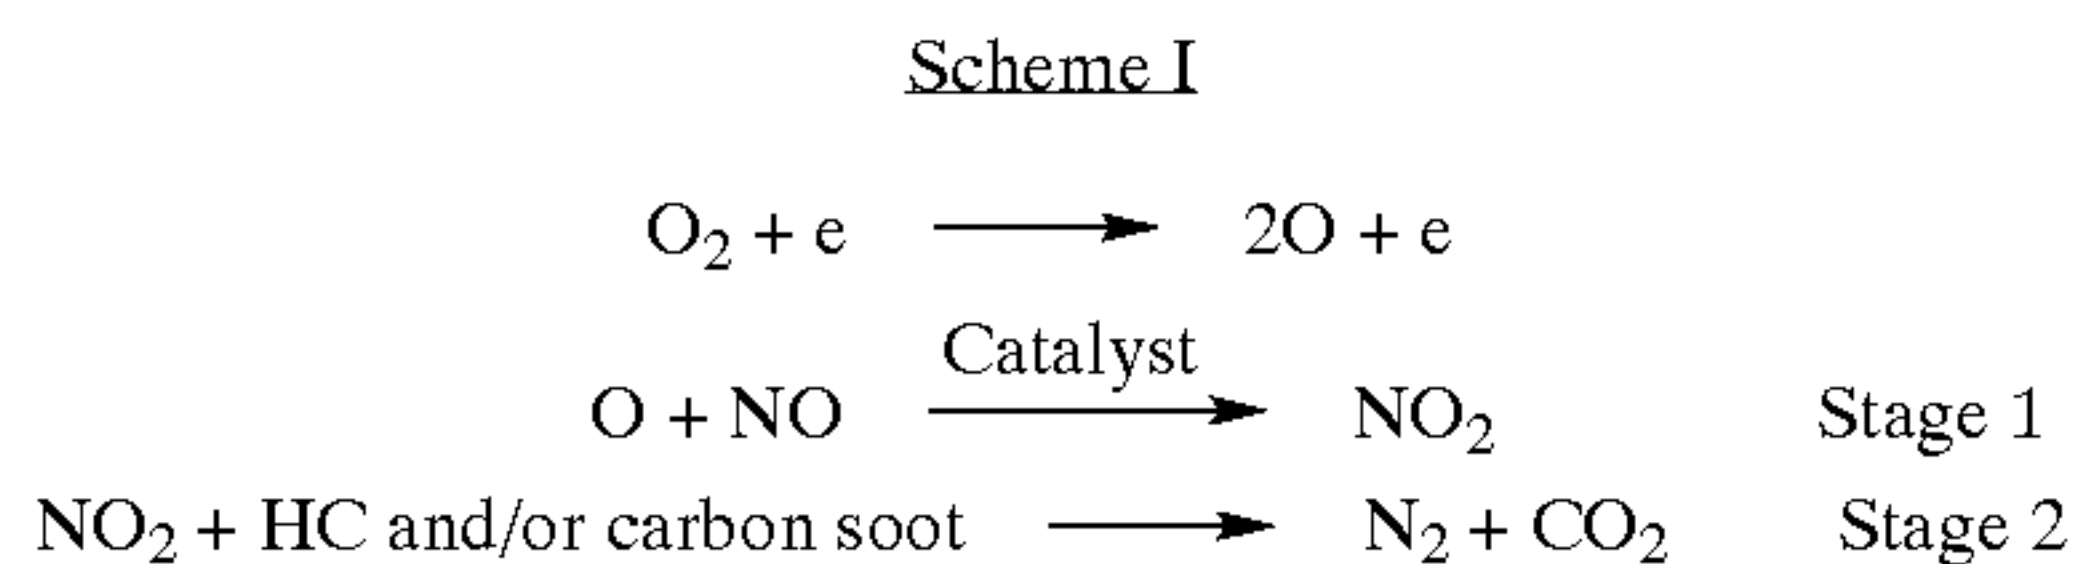 Scheme I
O₂ + e ⟶ 2O + e
Catalyst
O + NO ⟶ NO₂ Stage 1
NO₂ + HC and/or carbon soot ⟶ N₂ + CO₂ Stage 2